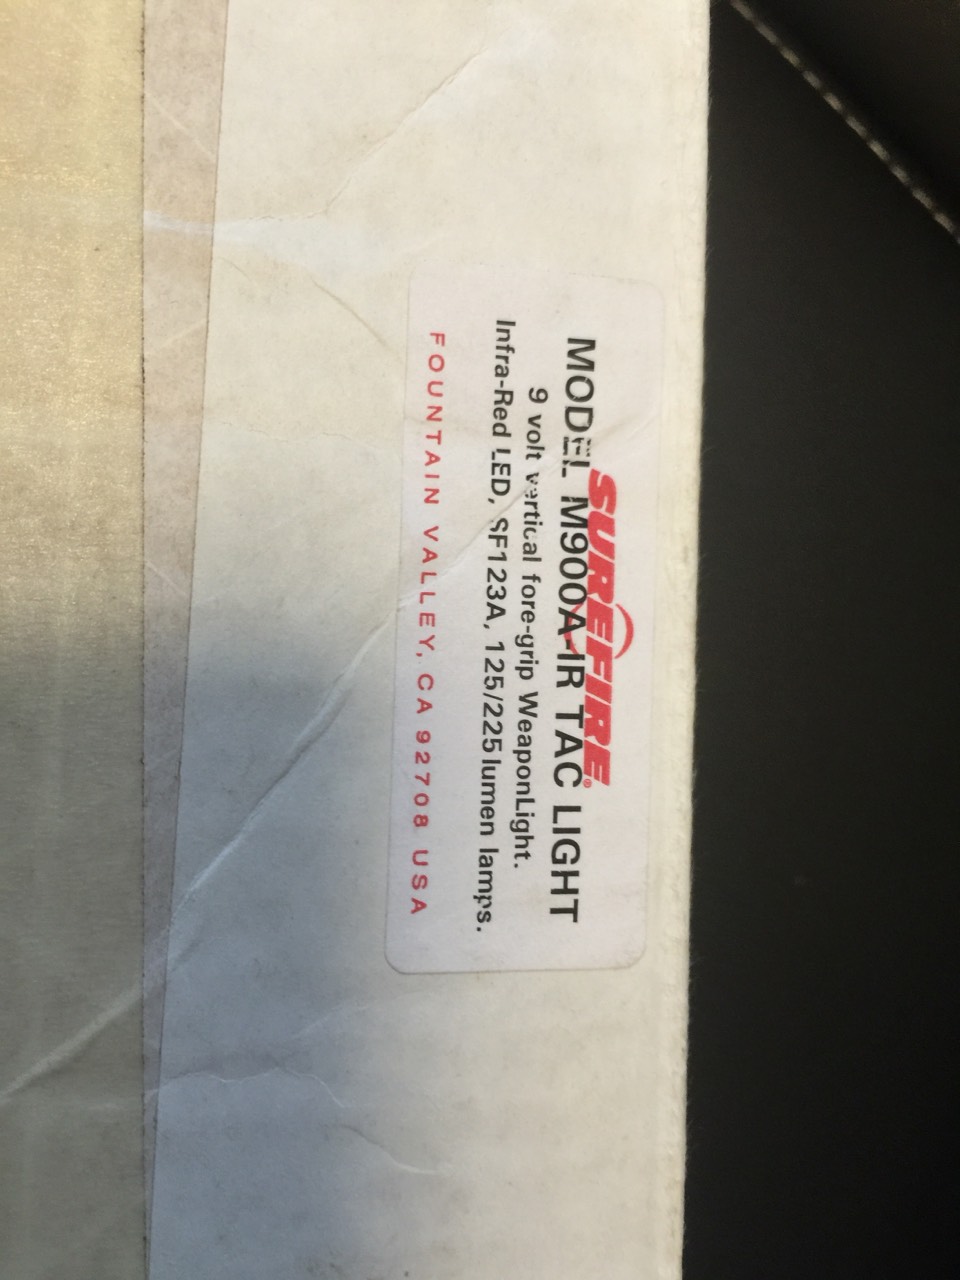 SUREFIRE®
MODEL M900A-IR TAC LIGHT
9 volt vertical fore-grip WeaponLight.
Infra-Red LED, SF123A, 125/225 lumen lamps.
FOUNTAIN VALLEY, CA 92708 USA